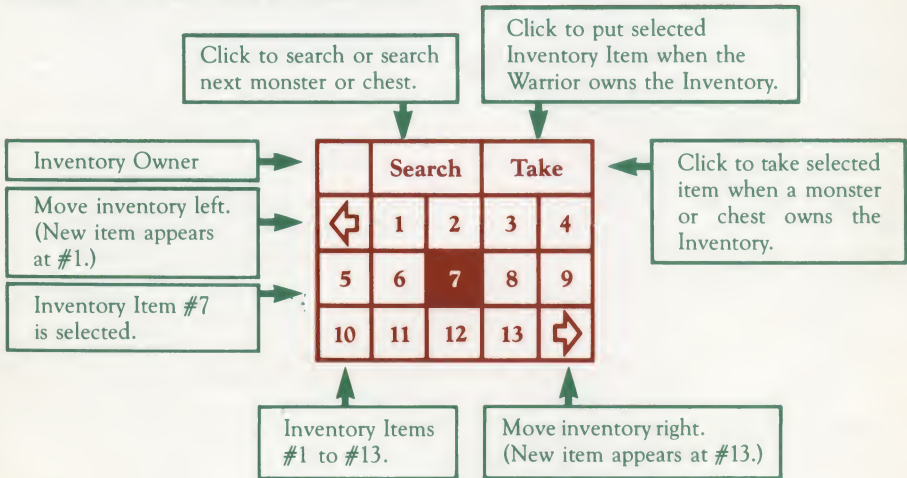 Click to search or search
next monster or chest.
Click to put selected
Inventory Item when the
Warrior owns the Inventory.
Inventory Owner
Search
Take
Click to take selected
item when a monster
or chest owns the
Inventory.
Move inventory left.
(New item appears
at #1.)
1 2 3 4
Inventory Item #7
is selected.
5 6 7 8 9
10 11 12 13
Inventory Items
#1 to #13.
Move inventory right.
(New item appears at #13.)